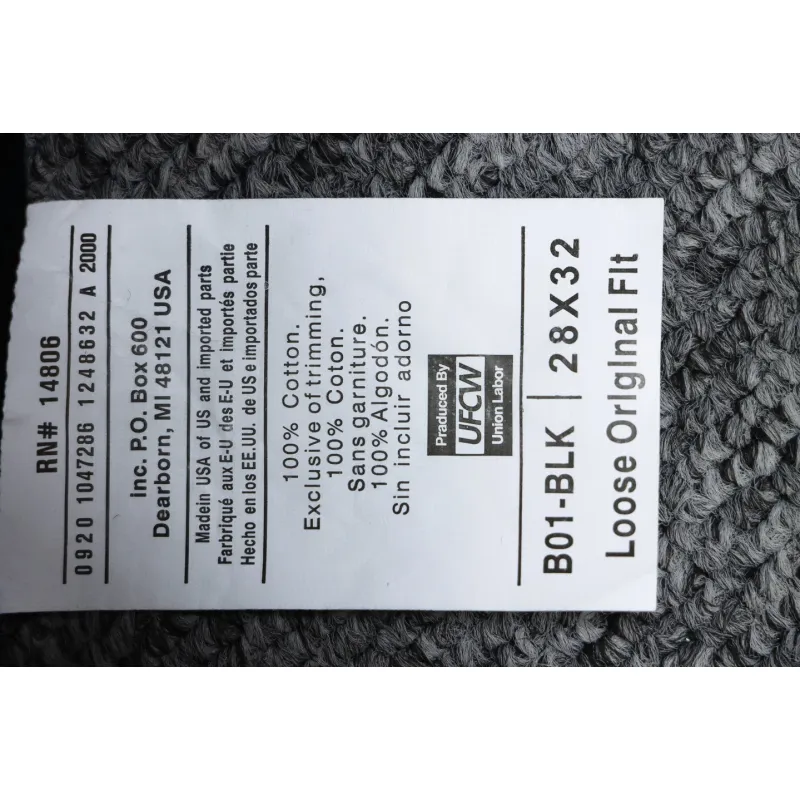 RN# 14806
0920 1047286 1248632 A 2000
inc. P.O. Box 600
Dearborn, MI 48121 USA
Madein USA of US and imported parts
Farbriqué aux E-U des E-U et importés partie
Hecho en los EE.UU. de US e importados parte
100% Cotton.
Exclusive of trimming,
100% Coton.
Sans garniture.
100% Algodón.
Sin incluir adorno
Produced By
UFCW
Union Labor
B01-BLK | 28X32
Loose OrIgInal FIt